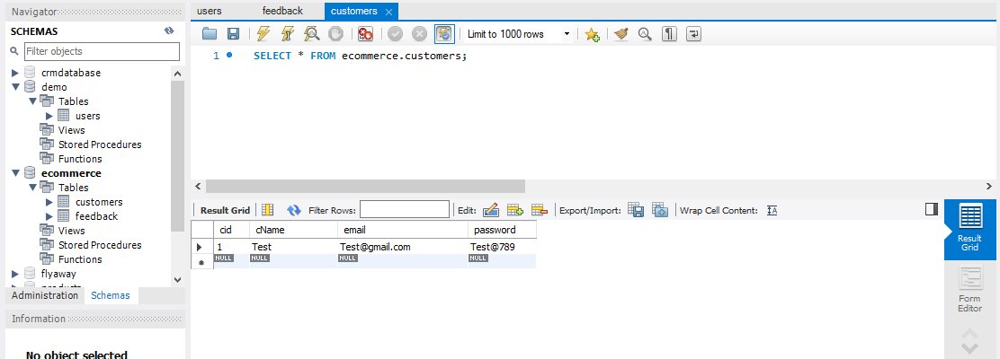 Navigator
SCHEMAS
Filter objects
crmdatabase
demo
Tables
users
Views
Stored Procedures
Functions
ecommerce
Tables
customers
feedback
Views
Stored Procedures
Functions
flyaway
products
Administration Schemas
Information
No object selected
users feedback customers
Limit to 1000 rows
1 SELECT * FROM ecommerce.customers;
Result Grid Filter Rows: Edit: Export/Import: Wrap Cell Content:
cid cName email password
1 Test Test@gmail.com Test@789
NULL NULL NULL NULL
Result
Grid
Form
Editor